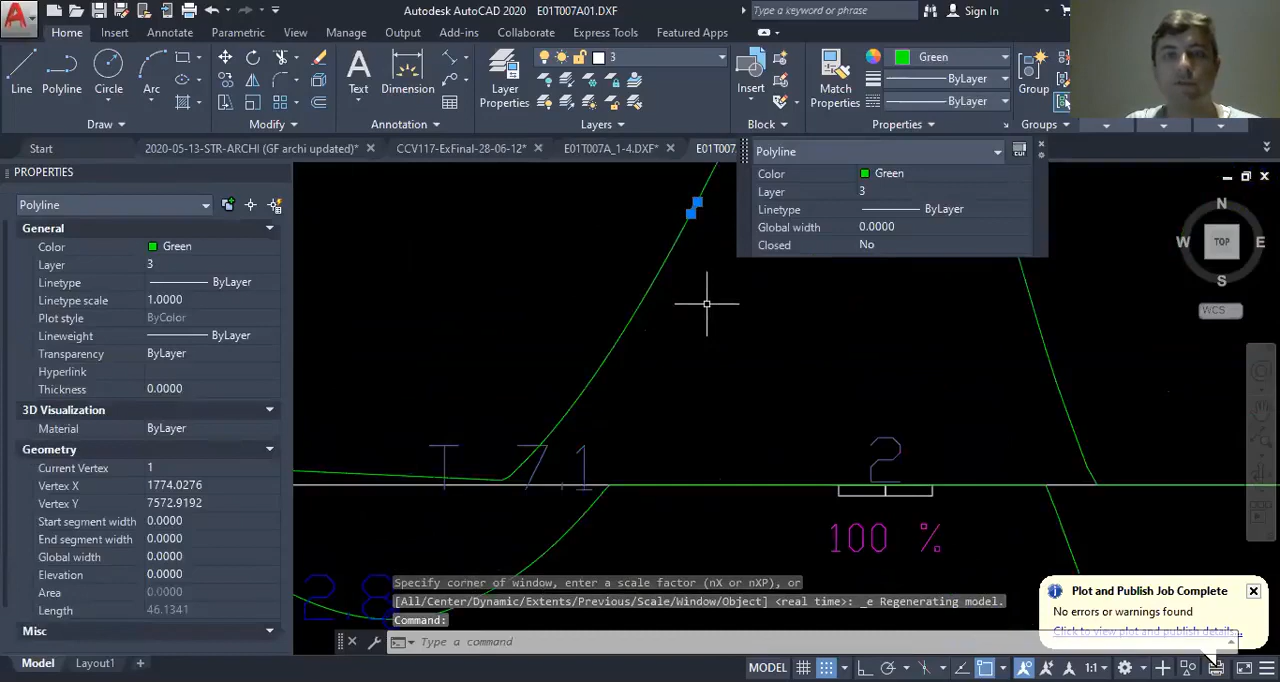 Autodesk AutoCAD 2020 E01T007A01.DXF
Type a keyword or phrase
Sign In
Home Insert Annotate Parametric View Manage Output Add-ins Collaborate Express Tools Featured Apps
Line Polyline Circle Arc
Text Dimension
Layer Properties
3
Insert
Match Properties
Green
ByLayer
ByLayer
Group
Draw Modify Annotation Layers Block Properties Groups
Start 2020-05-13-STR-ARCHI (GF archi updated)* CCV117-ExFinal-28-06-12* E01T007A_1-4.DXF* E01T007
PROPERTIES
Polyline
General
Color Green
Layer 3
Linetype ByLayer
Linetype scale 1.0000
Plot style ByColor
Lineweight ByLayer
Transparency ByLayer
Hyperlink
Thickness 0.0000
3D Visualization
Material ByLayer
Geometry
Current Vertex 1
Vertex X 1774.0276
Vertex Y 7572.9192
Start segment width 0.0000
End segment width 0.0000
Global width 0.0000
Elevation 0.0000
Area 0.0000
Length 46.1341
Misc
Polyline
Color Green
Layer 3
Linetype ByLayer
Global width 0.0000
Closed No
N
W TOP E
S
WCS
T 7.1
2
100 %
2.8
Specify corner of window, enter a scale factor (nX or nXP), or
[All/Center/Dynamic/Extents/Previous/Scale/Window/Object] <real time>: _e Regenerating model.
Command:
Type a command
Plot and Publish Job Complete
No errors or warnings found
Click to view plot and publish details...
Model Layout1 +
MODEL 1:1